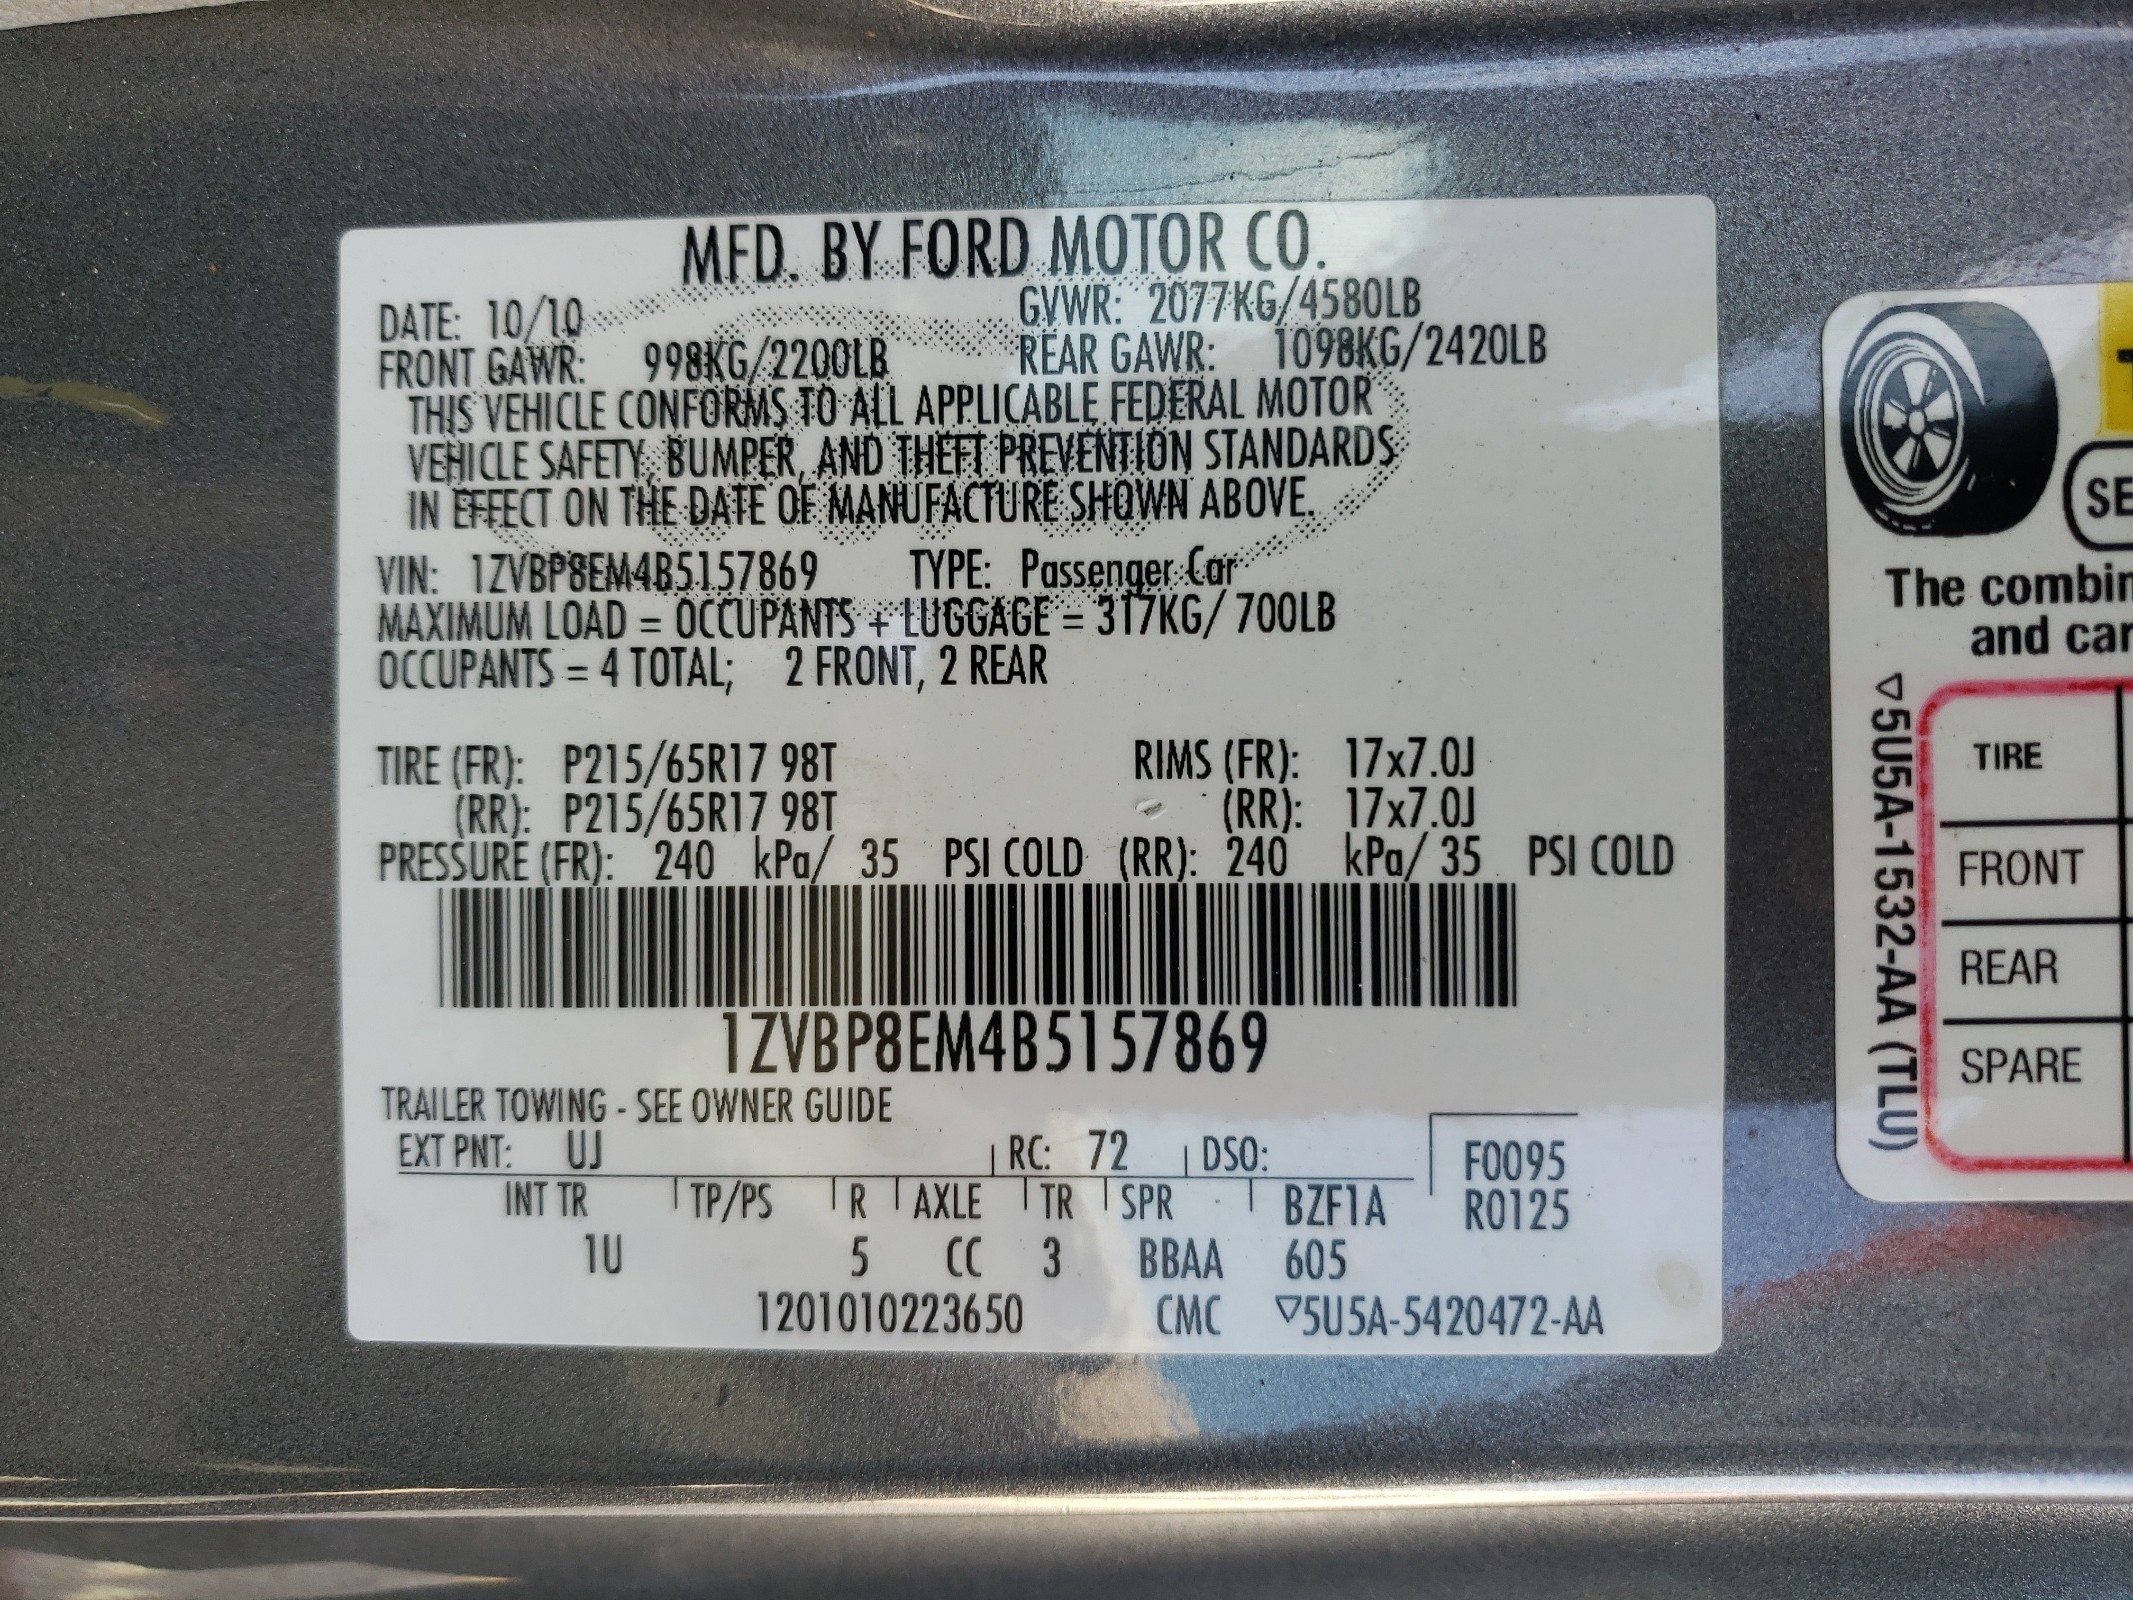 MFD. BY FORD MOTOR CO.
DATE: 10/10 GVWR: 2077KG/4580LB
FRONT GAWR: 998KG/2200LB REAR GAWR: 1098KG/2420LB
THIS VEHICLE CONFORMS TO ALL APPLICABLE FEDERAL MOTOR
VEHICLE SAFETY, BUMPER, AND THEFT PREVENTION STANDARDS
IN EFFECT ON THE DATE OF MANUFACTURE SHOWN ABOVE.
VIN: 1ZVBP8EM4B5157869 TYPE: Passenger Car
MAXIMUM LOAD = OCCUPANTS + LUGGAGE = 317KG/ 700LB
OCCUPANTS = 4 TOTAL; 2 FRONT, 2 REAR
TIRE (FR): P215/65R17 98T RIMS (FR): 17x7.0J
(RR): P215/65R17 98T (RR): 17x7.0J
PRESSURE (FR): 240 kPa/ 35 PSI COLD (RR): 240 kPa/ 35 PSI COLD
1ZVBP8EM4B5157869
TRAILER TOWING - SEE OWNER GUIDE
EXT PNT: UJ RC: 72 DSO: F0095
INT TR TP/PS R AXLE TR SPR BZF1A R0125
1U 5 CC 3 BBAA 605
1201010223650 CMC ▽5U5A-5420472-AA
SE
The combin
and car
▽5U5A-1532-AA (TLU)
TIRE
FRONT
REAR
SPARE